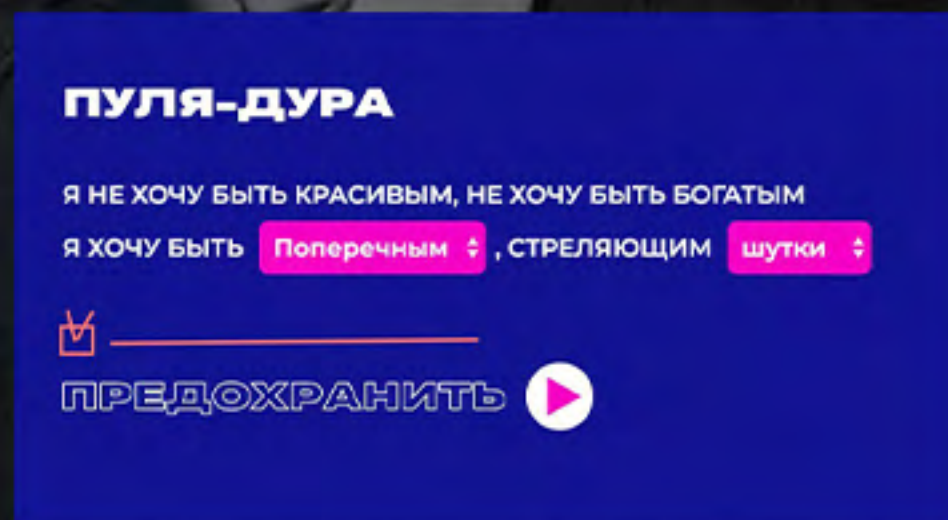 ПУЛЯ-ДУРА
Я НЕ ХОЧУ БЫТЬ КРАСИВЫМ, НЕ ХОЧУ БЫТЬ БОГАТЫМ
Я ХОЧУ БЫТЬ Поперечным , СТРЕЛЯЮЩИМ шутки
ПРЕДОХРАНИТЬ